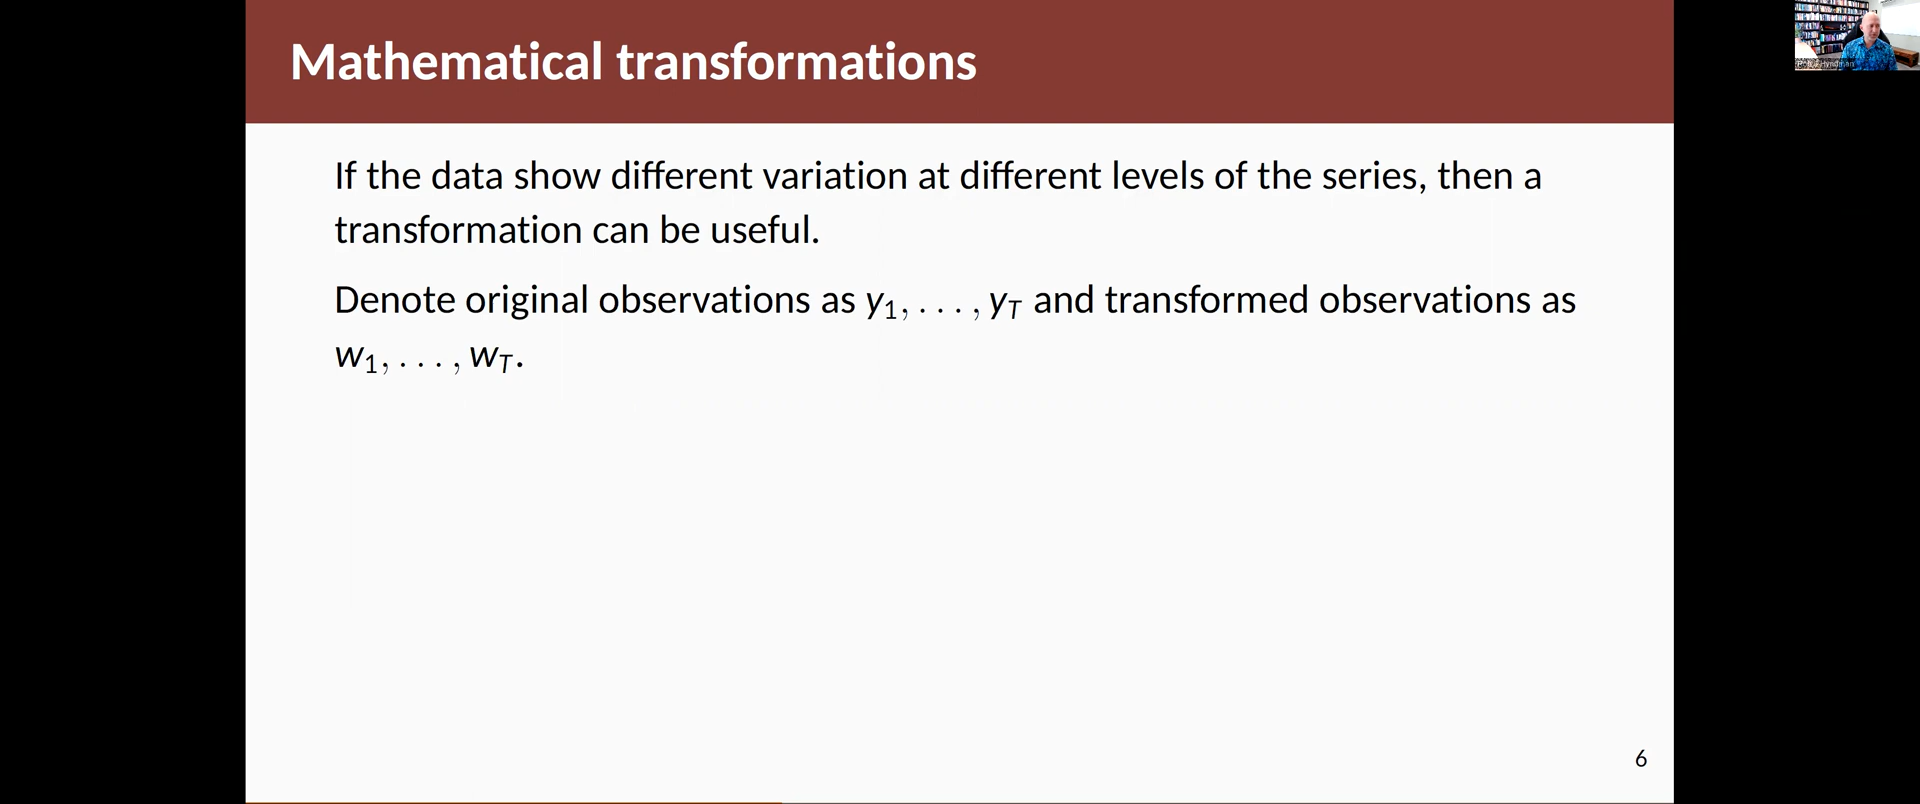 Mathematical transformations
If the data show different variation at different levels of the series, then a
transformation can be useful.
Denote original observations as y₁, . . . , y_T and transformed observations as
w₁, . . . , w_T.
6
Hyndman